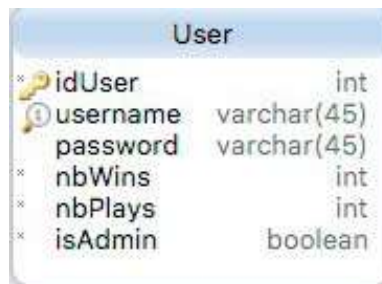 User
idUser int
username varchar(45)
password varchar(45)
nbWins int
nbPlays int
isAdmin boolean